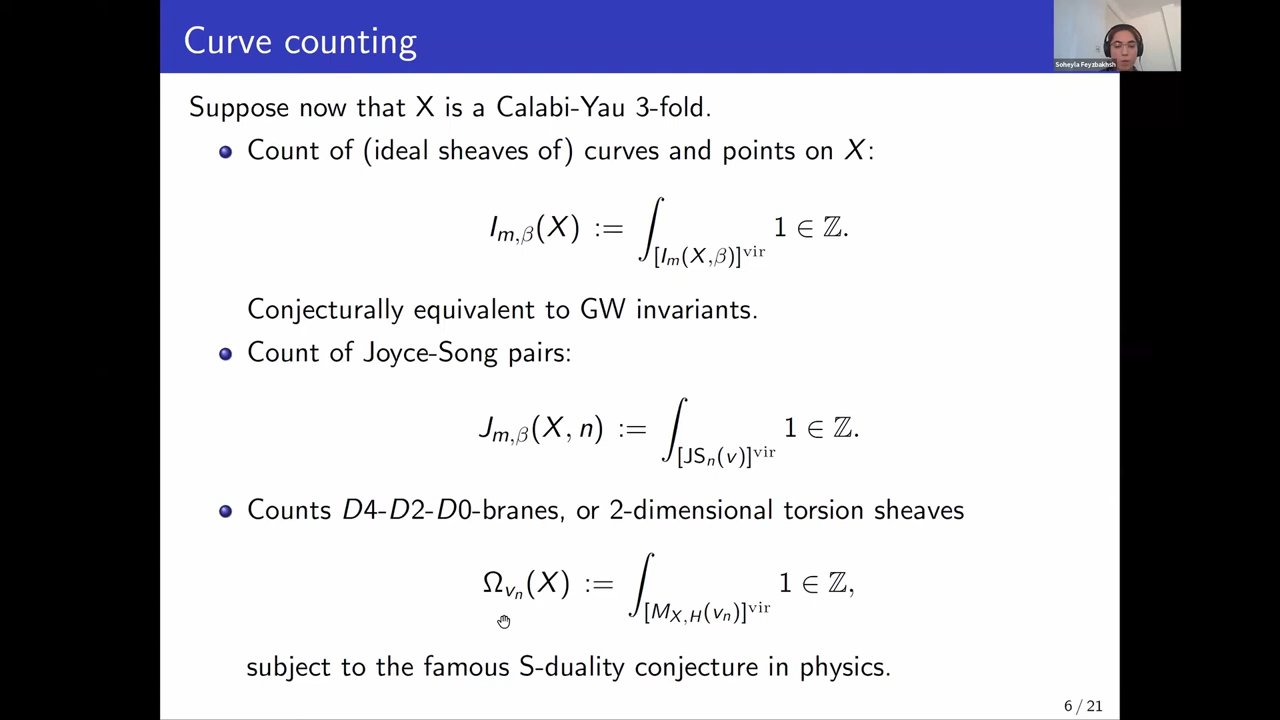 Curve counting
Soheyla Feyzbakhsh
Suppose now that X is a Calabi-Yau 3-fold.
Count of (ideal sheaves of) curves and points on X:
I_{m,β}(X) := ∫_{[I_m(X,β)]^{vir}} 1 ∈ ℤ.
Conjecturally equivalent to GW invariants.
Count of Joyce-Song pairs:
J_{m,β}(X, n) := ∫_{[JS_n(v)]^{vir}} 1 ∈ ℤ.
Counts D4-D2-D0-branes, or 2-dimensional torsion sheaves
Ω_{v_n}(X) := ∫_{[M_{X,H}(v_n)]^{vir}} 1 ∈ ℤ,
subject to the famous S-duality conjecture in physics.
6 / 21